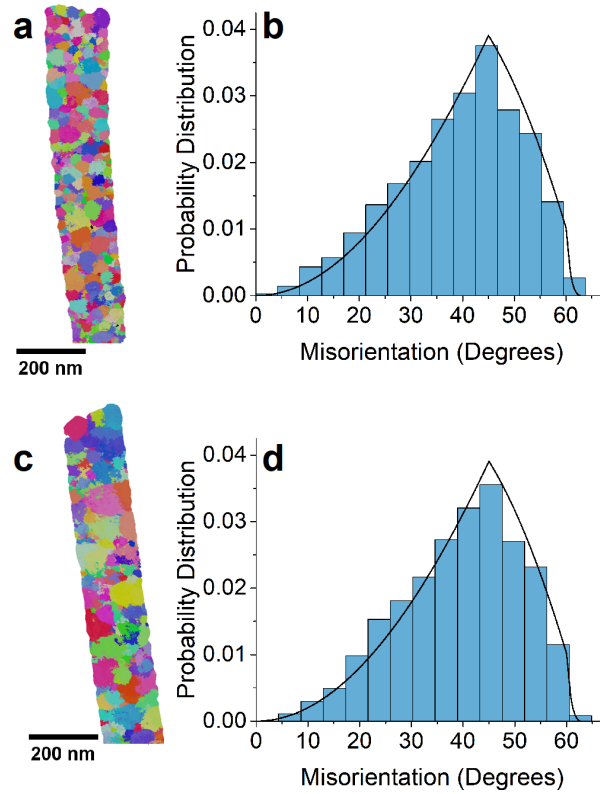 a
200 nm
b
Probability Distribution
0.04
0.03
0.02
0.01
0.00
0 10 20 30 40 50 60
Misorientation (Degrees)
c
200 nm
d
Probability Distribution
0.04
0.03
0.02
0.01
0.00
0 10 20 30 40 50 60
Misorientation (Degrees)